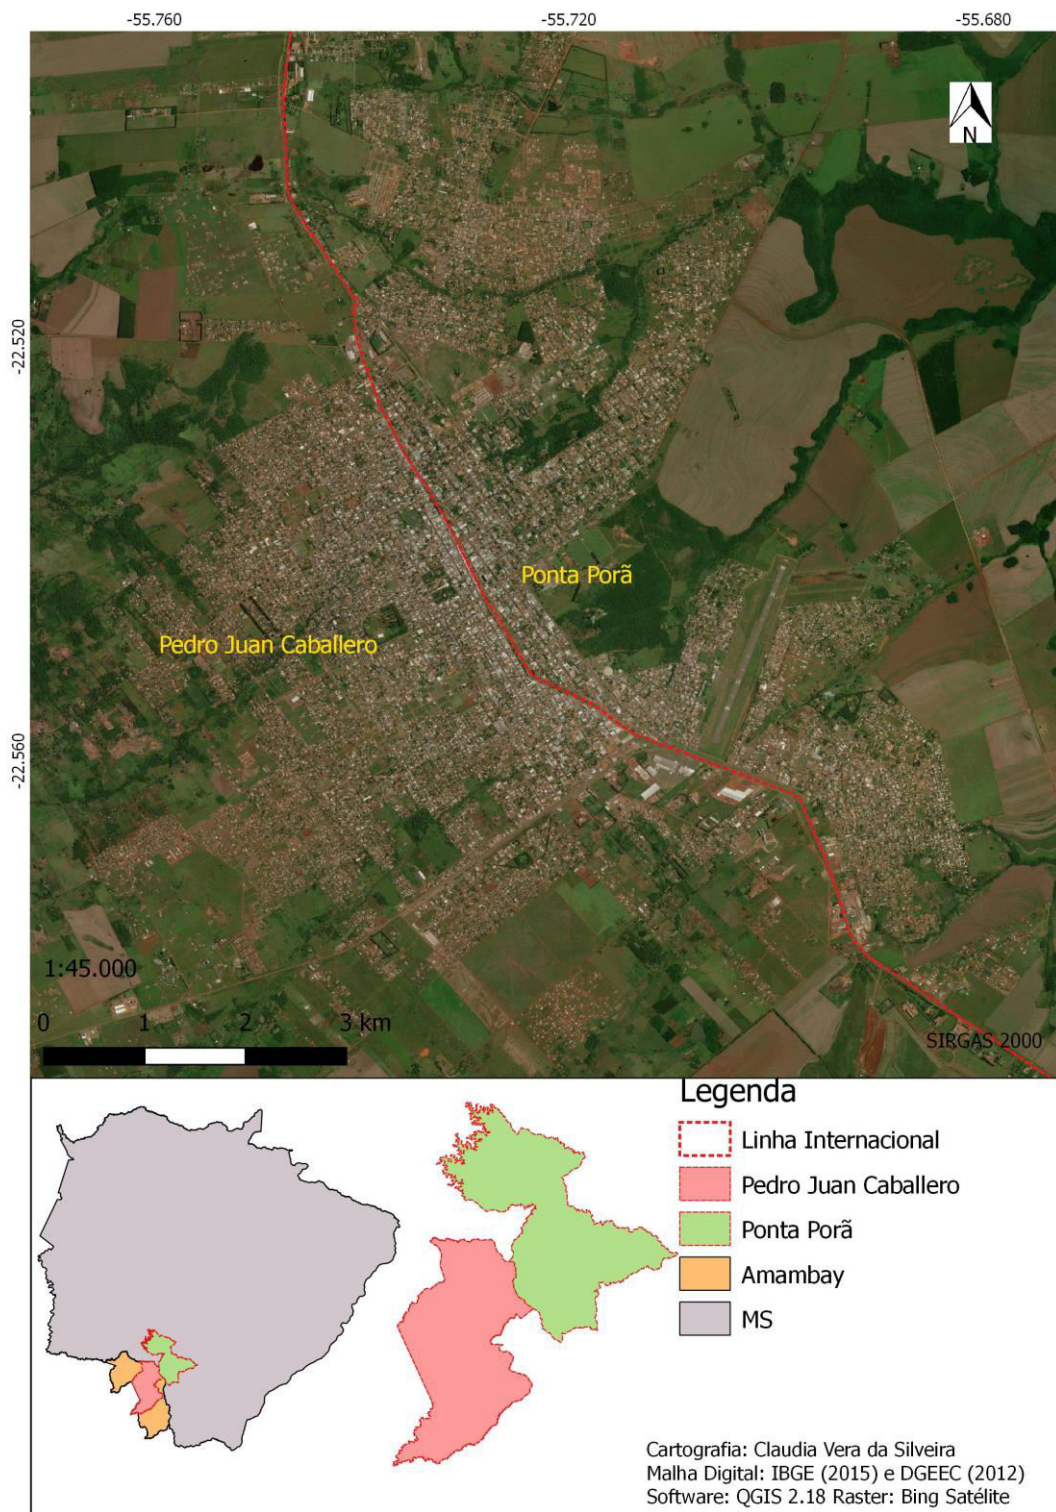 -55.760
-55.720
-55.680
N
-22.520
Ponta Porã
Pedro Juan Caballero
-22.560
1:45.000
0 1 2 3 km
SIRGAS 2000
Legenda
Linha Internacional
Pedro Juan Caballero
Ponta Porã
Amambay
MS
Cartografia: Claudia Vera da Silveira
Malha Digital: IBGE (2015) e DGEEC (2012)
Software: QGIS 2.18 Raster: Bing Satélite